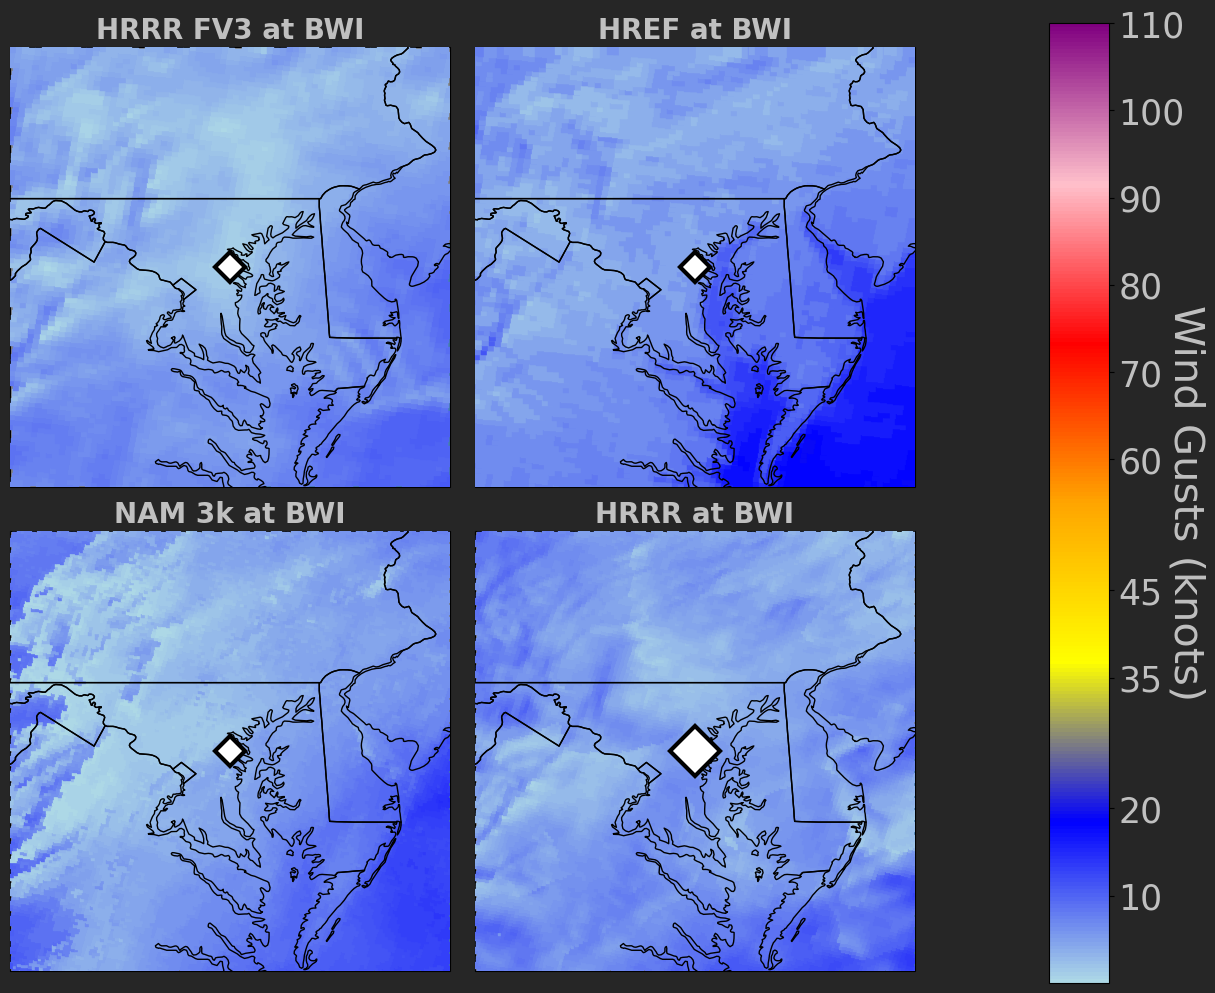 HRRR FV3 at BWI
HREF at BWI
NAM 3k at BWI
HRRR at BWI
110
100
90
80
70
60
45
35
20
10
Wind Gusts (knots)